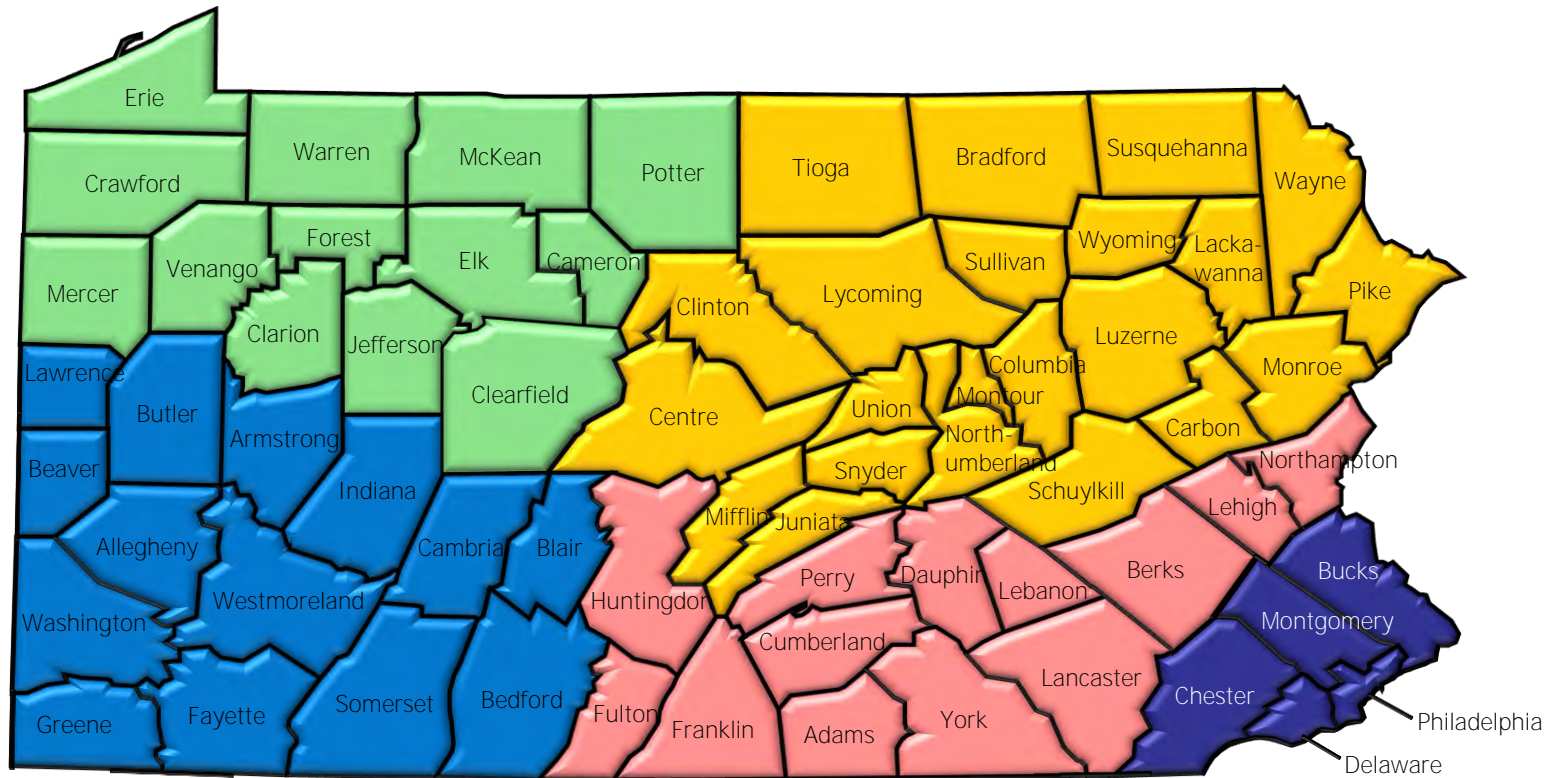 Erie
Warren
McKean
Potter
Tioga
Bradford
Susquehanna
Wayne
Crawford
Forest
Venango
Elk
Cameron
Sullivan
Wyoming
Lacka-
wanna
Mercer
Clinton
Lycoming
Pike
Clarion
Jefferson
Luzerne
Lawrence
Columbia
Monroe
Clearfield
Montour
Butler
Centre
Union
Carbon
Armstrong
North-
umberland
Beaver
Snyder
Northampton
Indiana
Schuylkill
Lehigh
Mifflin
Juniata
Allegheny
Cambria
Blair
Perry
Dauphin
Berks
Bucks
Westmoreland
Huntingdon
Lebanon
Washington
Montgomery
Cumberland
Lancaster
Somerset
Bedford
Chester
Greene
Fayette
Fulton
Franklin
Adams
York
Philadelphia
Delaware